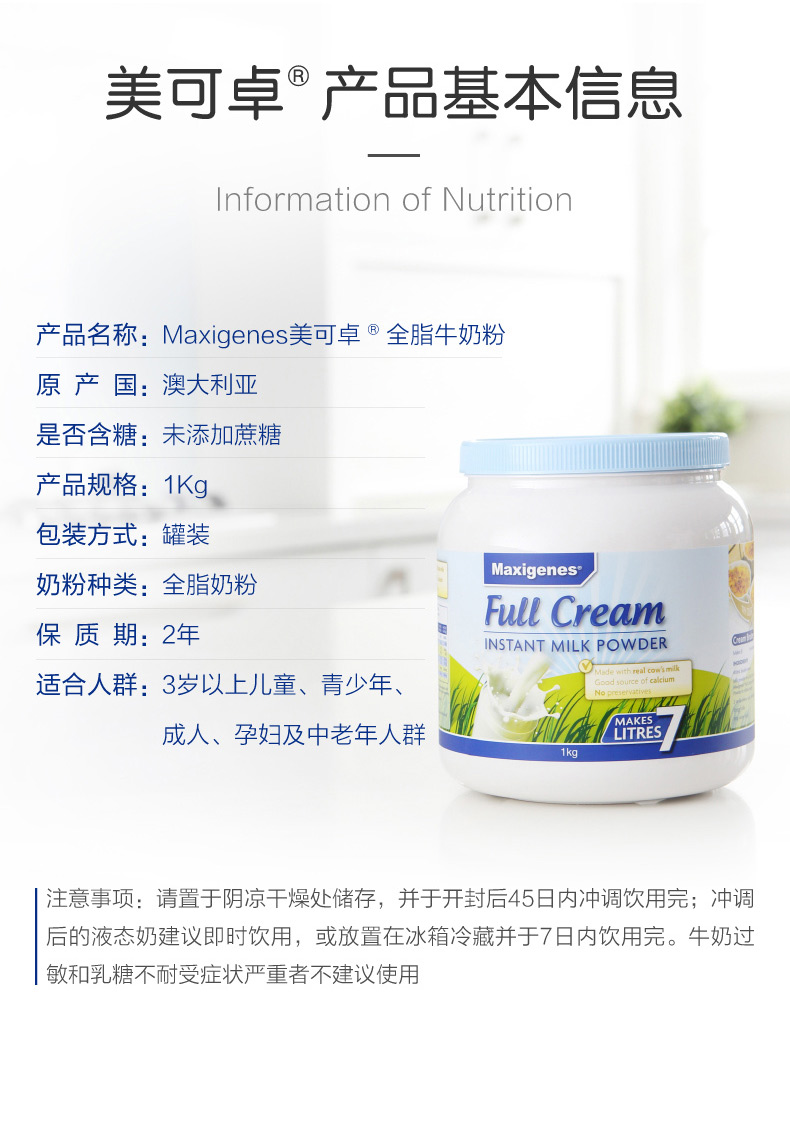 美可卓® 产品基本信息
Information of Nutrition
产品名称：Maxigenes美可卓®全脂牛奶粉
原 产 国：澳大利亚
是否含糖：未添加蔗糖
产品规格：1Kg
包装方式：罐装
奶粉种类：全脂奶粉
保 质 期：2年
适合人群：3岁以上儿童、青少年、
成人、孕妇及中老年人群
Maxigenes®
Full Cream
INSTANT MILK POWDER
Made with real cow's milk
Good source of calcium
No preservatives
MAKES
LITRES 7
1kg
注意事项：请置于阴凉干燥处储存，并于开封后45日内冲调饮用完；冲调
后的液态奶建议即时饮用，或放置在冰箱冷藏并于7日内饮用完。牛奶过
敏和乳糖不耐受症状严重者不建议使用